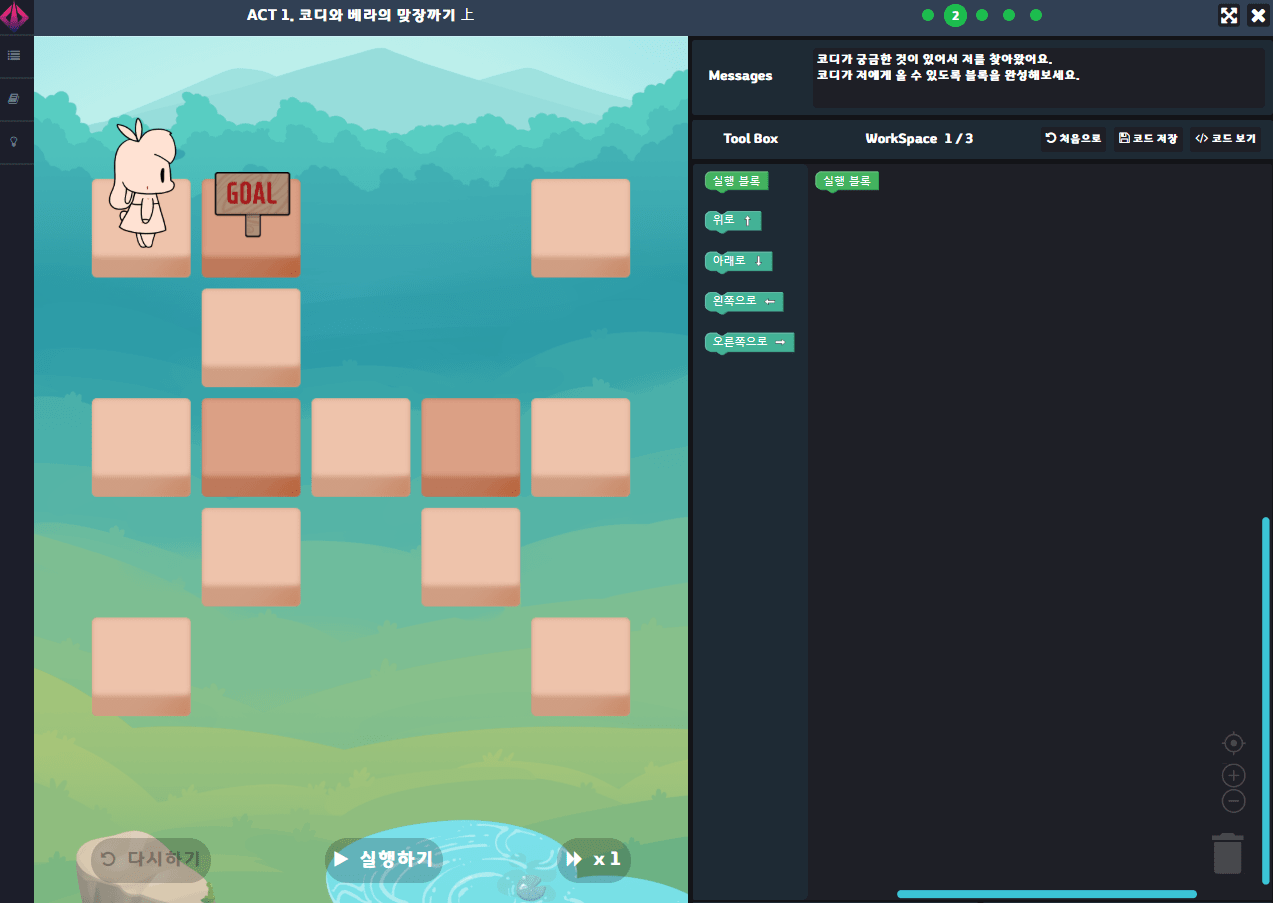 ACT 1. 코디와 베라의 맞장까기 上
2
Messages
코디가 궁금한 것이 있어서 저를 찾아왔어요.
코디가 저에게 올 수 있도록 블록을 완성해보세요.
Tool Box
WorkSpace 1 / 3
처음으로
코드 저장
</> 코드 보기
GOAL
실행 블록
위로 ↑
아래로 ↓
왼쪽으로 ←
오른쪽으로 →
실행 블록
다시하기
실행하기
x 1